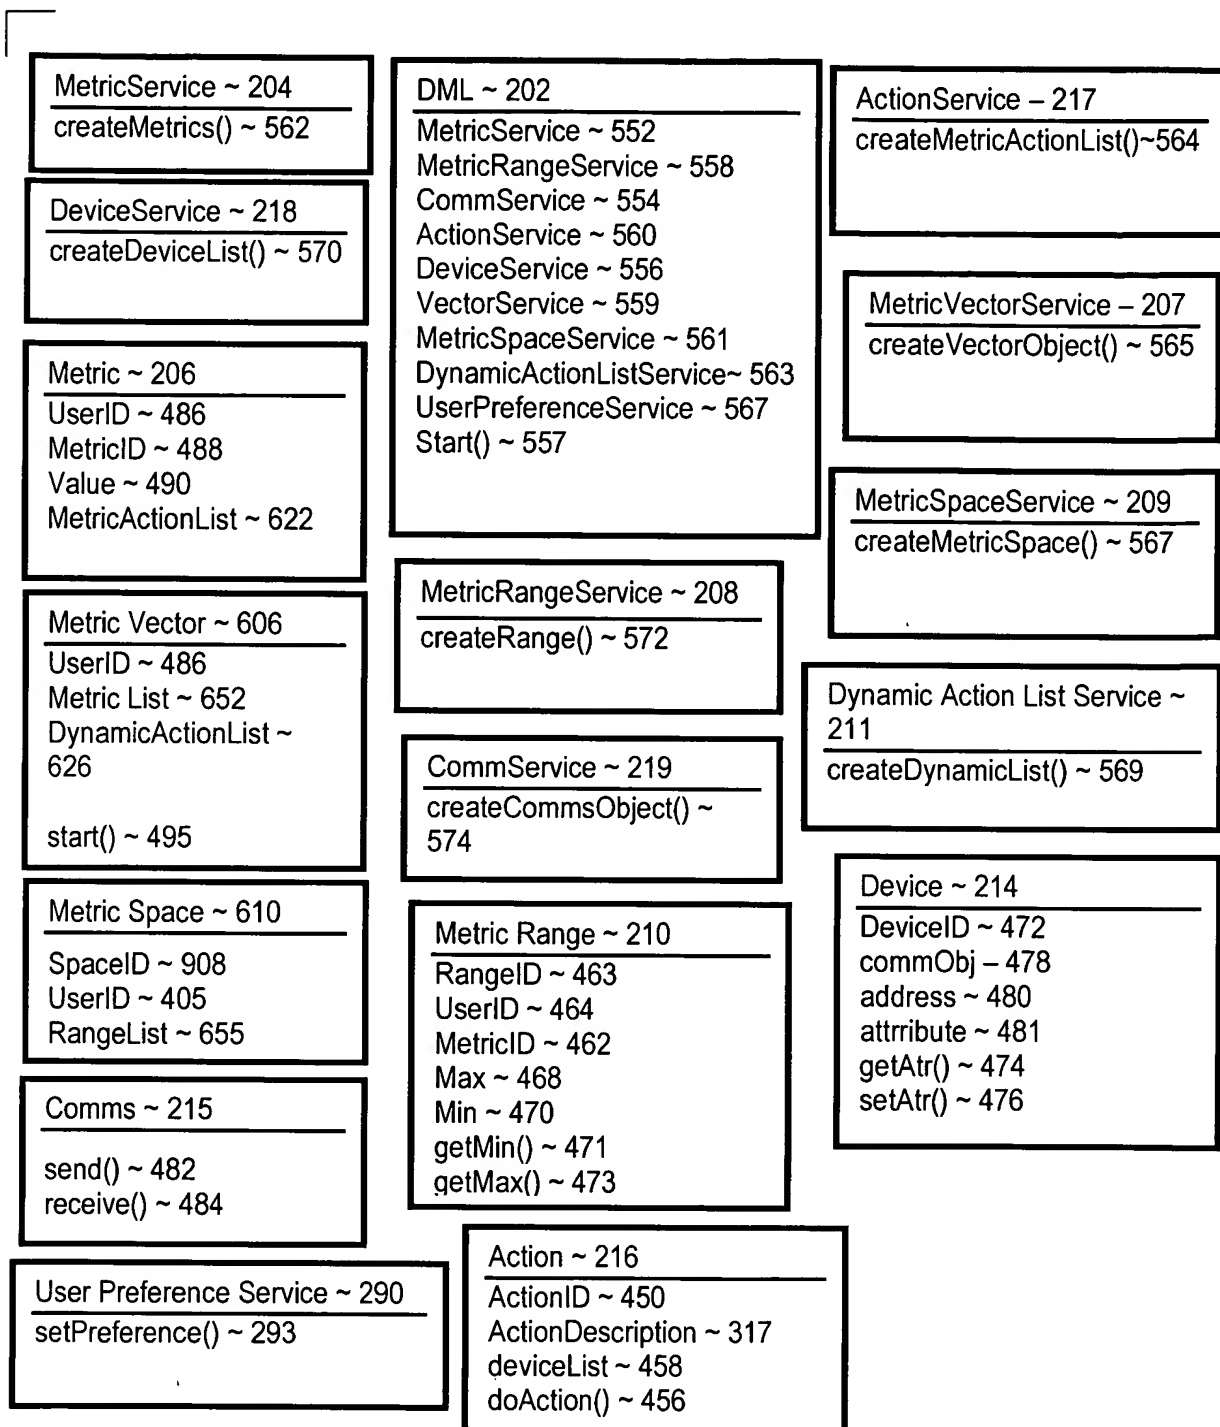 MetricService ~ 204
createMetrics() ~ 562
DeviceService ~ 218
createDeviceList() ~ 570
Metric ~ 206
UserID ~ 486
MetricID ~ 488
Value ~ 490
MetricActionList ~ 622
Metric Vector ~ 606
UserID ~ 486
Metric List ~ 652
DynamicActionList ~
626
start() ~ 495
Metric Space ~ 610
SpaceID ~ 908
UserID ~ 405
RangeList ~ 655
Comms ~ 215
send() ~ 482
receive() ~ 484
User Preference Service ~ 290
setPreference() ~ 293
DML ~ 202
MetricService ~ 552
MetricRangeService ~ 558
CommService ~ 554
ActionService ~ 560
DeviceService ~ 556
VectorService ~ 559
MetricSpaceService ~ 561
DynamicActionListService~ 563
UserPreferenceService ~ 567
Start() ~ 557
MetricRangeService ~ 208
createRange() ~ 572
CommService ~ 219
createCommsObject() ~
574
Metric Range ~ 210
RangeID ~ 463
UserID ~ 464
MetricID ~ 462
Max ~ 468
Min ~ 470
getMin() ~ 471
getMax() ~ 473
Action ~ 216
ActionID ~ 450
ActionDescription ~ 317
deviceList ~ 458
doAction() ~ 456
ActionService – 217
createMetricActionList()~564
MetricVectorService – 207
createVectorObject() ~ 565
MetricSpaceService ~ 209
createMetricSpace() ~ 567
Dynamic Action List Service ~
211
createDynamicList() ~ 569
Device ~ 214
DeviceID ~ 472
commObj – 478
address ~ 480
attrribute ~ 481
getAtr() ~ 474
setAtr() ~ 476